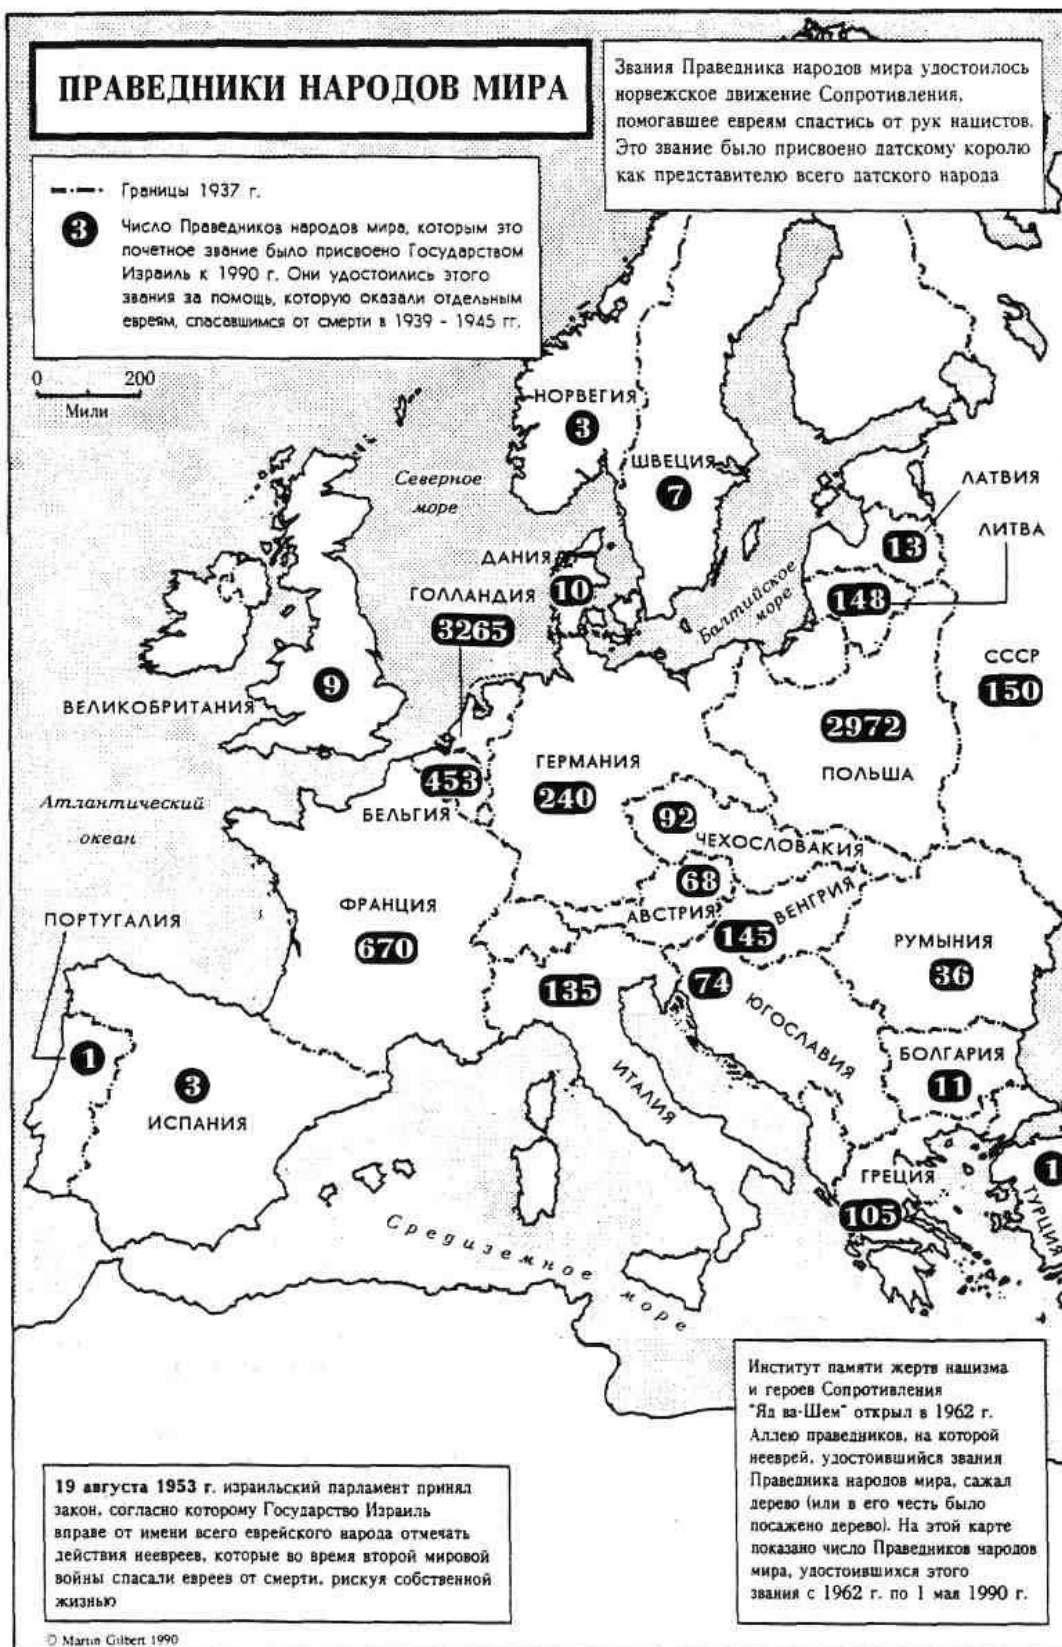 ПРАВЕДНИКИ НАРОДОВ МИРА
Звания Праведника народов мира удостоилось
норвежское движение Сопротивления,
помогавшее евреям спастись от рук нацистов.
Это звание было присвоено датскому королю
как представителю всего датского народа
Границы 1937 г.
3
Число Праведников народов мира, которым это
почетное звание было присвоено Государством
Израиль к 1990 г. Они удостоились этого
звания за помощь, которую оказали отдельным
евреям, спасавшимся от смерти в 1939 - 1945 гг.
0 200
Мили
НОРВЕГИЯ
3
ШВЕЦИЯ
7
Северное
море
ЛАТВИЯ
13
ЛИТВА
148
ДАНИЯ
10
ГОЛЛАНДИЯ
3265
Балтийское
море
СССР
150
9
ВЕЛИКОБРИТАНИЯ
2972
ПОЛЬША
ГЕРМАНИЯ
240
453
БЕЛЬГИЯ
Атлантический
океан
92
ЧЕХОСЛОВАКИЯ
68
АВСТРИЯ
ВЕНГРИЯ
145
ФРАНЦИЯ
670
ПОРТУГАЛИЯ
1
РУМЫНИЯ
36
135
ИТАЛИЯ
74
ЮГОСЛАВИЯ
БОЛГАРИЯ
11
3
ИСПАНИЯ
ГРЕЦИЯ
105
1
ТУРЦИЯ
Средиземное
море
Институт памяти жертв нацизма
и героев Сопротивления
"Яд ва-Шем" открыл в 1962 г.
Аллею праведников, на которой
нееврей, удостоившийся звания
Праведника народов мира, сажал
дерево (или в его честь было
посажено дерево). На этой карте
показано число Праведников народов
мира, удостоившихся этого
звания с 1962 г. по 1 мая 1990 г.
19 августа 1953 г. израильский парламент принял
закон, согласно которому Государство Израиль
вправе от имени всего еврейского народа отмечать
действия неевреев, которые во время второй мировой
войны спасали евреев от смерти, рискуя собственной
жизнью
© Martin Gilbert 1990